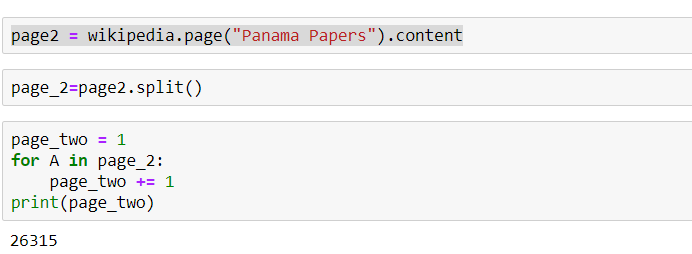 page2 = wikipedia.page("Panama Papers").content
page_2=page2.split()
page_two = 1
for A in page_2:
    page_two += 1
print(page_two)
26315